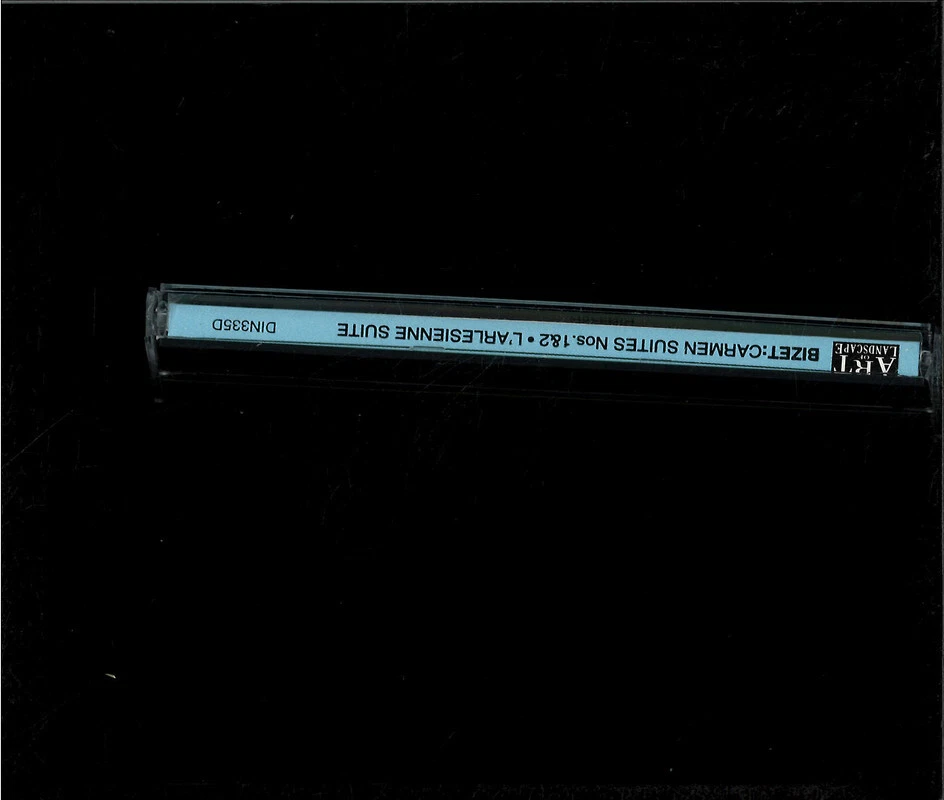 ART
OF
LANDSCAPE
BIZET:CARMEN SUITES Nos.1&2 • L'ARLESIENNE SUITE
DIN335D